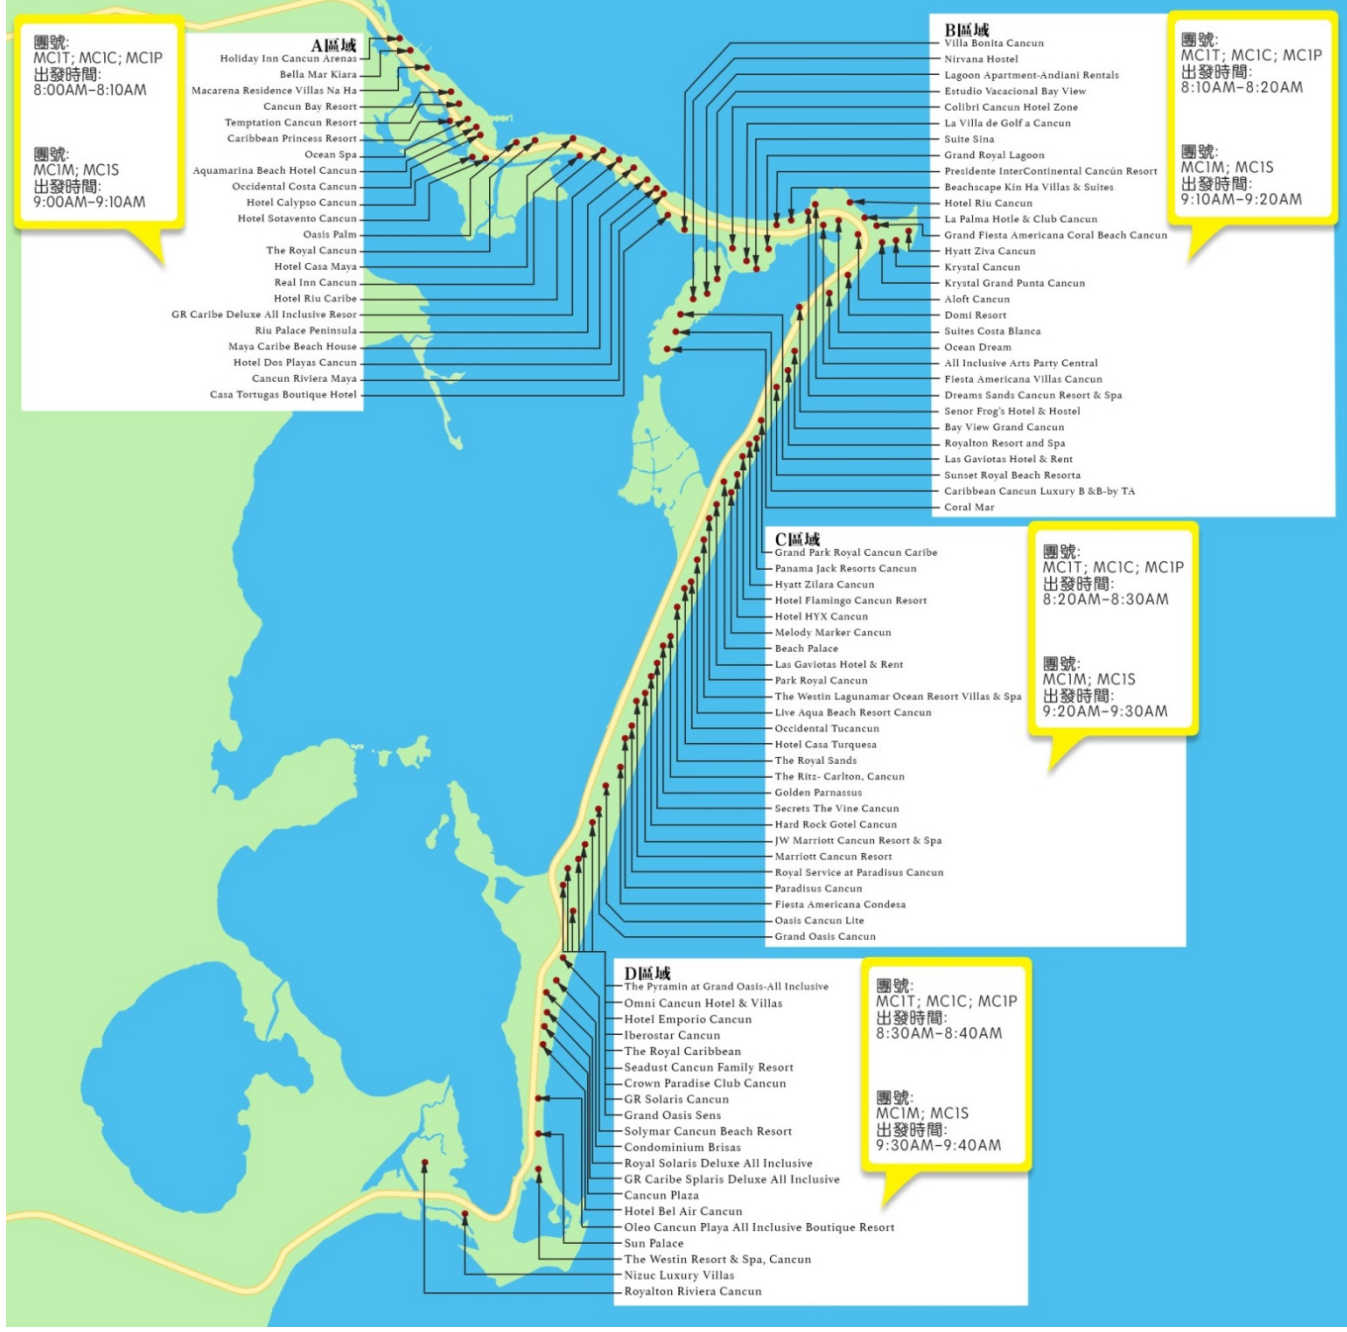 團號:
MC1T; MC1C; MC1P
出發時間:
8:00AM-8:10AM
團號:
MC1M; MC1S
出發時間:
9:00AM-9:10AM
A區域
Holiday Inn Cancun Arenas
Bella Mar Kiara
Macarena Residence Villas Na Ha
Cancun Bay Resort
Temptation Cancun Resort
Caribbean Princess Resort
Ocean Spa
Aquamarina Beach Hotel Cancun
Occidental Costa Cancun
Hotel Calypso Cancun
Hotel Sotavento Cancun
Oasis Palm
The Royal Cancun
Hotel Casa Maya
Real Inn Cancun
Hotel Riu Caribe
GR Caribe Deluxe All Inclusive Resor
Riu Palace Peninsula
Maya Caribe Beach House
Hotel Dos Playas Cancun
Cancun Riviera Maya
Casa Tortugas Boutique Hotel
B區域
Villa Bonita Cancun
Nirvana Hostel
Lagoon Apartment-Andiani Rentals
Estudio Vacacional Bay View
Colibri Cancun Hotel Zone
La Villa de Golf a Cancun
Suite Sina
Grand Royal Lagoon
Presidente InterContinental Cancún Resort
Beachscape Kin Ha Villas & Suites
Hotel Riu Cancun
La Palma Hotle & Club Cancun
Grand Fiesta Americana Coral Beach Cancun
Hyatt Ziva Cancun
Krystal Cancun
Krystal Grand Punta Cancun
Aloft Cancun
Domi Resort
Suites Costa Blanca
Ocean Dream
All Inclusive Arts Party Central
Fiesta Americana Villas Cancun
Dreams Sands Cancun Resort & Spa
Senor Frog's Hotel & Hostel
Bay View Grand Cancun
Royalton Resort and Spa
Las Gaviotas Hotel & Rent
Sunset Royal Beach Resorta
Caribbean Cancun Luxury B &B-by TA
Coral Mar
團號:
MC1T; MC1C; MC1P
出發時間:
8:10AM-8:20AM
團號:
MC1M; MC1S
出發時間:
9:10AM-9:20AM
C區域
Grand Park Royal Cancun Caribe
Panama Jack Resorts Cancun
Hyatt Zilara Cancun
Hotel Flamingo Cancun Resort
Hotel HYX Cancun
Melody Marker Cancun
Beach Palace
Las Gaviotas Hotel & Rent
Park Royal Cancun
The Westin Lagunamar Ocean Resort Villas & Spa
Live Aqua Beach Resort Cancun
Occidental Tucancun
Hotel Casa Turquesa
The Royal Sands
The Ritz- Carlton, Cancun
Golden Parnassus
Secrets The Vine Cancun
Hard Rock Gotel Cancun
JW Marriott Cancun Resort & Spa
Marriott Cancun Resort
Royal Service at Paradisus Cancun
Paradisus Cancun
Fiesta Americana Condesa
Oasis Cancun Lite
Grand Oasis Cancun
團號:
MC1T; MC1C; MC1P
出發時間:
8:20AM-8:30AM
團號:
MC1M; MC1S
出發時間:
9:20AM-9:30AM
D區域
The Pyramin at Grand Oasis-All Inclusive
Omni Cancun Hotel & Villas
Hotel Emporio Cancun
Iberostar Cancun
The Royal Caribbean
Seadust Cancun Family Resort
Crown Paradise Club Cancun
GR Solaris Cancun
Grand Oasis Sens
Solymar Cancun Beach Resort
Condominium Brisas
Royal Solaris Deluxe All Inclusive
GR Caribe Splaris Deluxe All Inclusive
Cancun Plaza
Hotel Bel Air Cancun
Oleo Cancun Playa All Inclusive Boutique Resort
Sun Palace
The Westin Resort & Spa, Cancun
Nizuc Luxury Villas
Royalton Riviera Cancun
團號:
MC1T; MC1C; MC1P
出發時間:
8:30AM-8:40AM
團號:
MC1M; MC1S
出發時間:
9:30AM-9:40AM